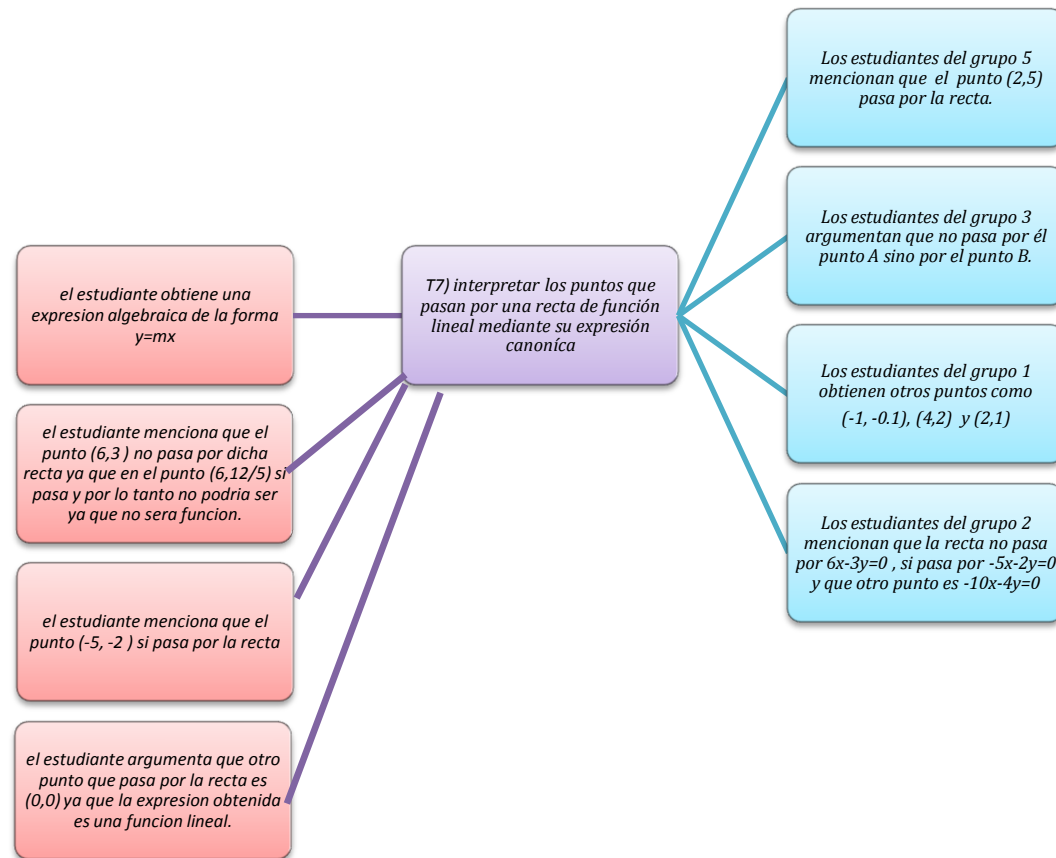 el estudiante obtiene una
expresion algebraica de la forma
y=mx
el estudiante menciona que el
punto (6,3 ) no pasa por dicha
recta ya que en el punto (6,12/5) si
pasa y por lo tanto no podria ser
ya que no sera funcion.
el estudiante menciona que el
punto (-5, -2 ) si pasa por la recta
el estudiante argumenta que otro
punto que pasa por la recta es
(0,0) ya que la expresion obtenida
es una funcion lineal.
T7) interpretar los puntos que
pasan por una recta de función
lineal mediante su expresión
canoníca
Los estudiantes del grupo 5
mencionan que el punto (2,5)
pasa por la recta.
Los estudiantes del grupo 3
argumentan que no pasa por él
punto A sino por el punto B.
Los estudiantes del grupo 1
obtienen otros puntos como
(-1, -0.1), (4,2) y (2,1)
Los estudiantes del grupo 2
mencionan que la recta no pasa
por 6x-3y=0 , si pasa por -5x-2y=0
y que otro punto es -10x-4y=0